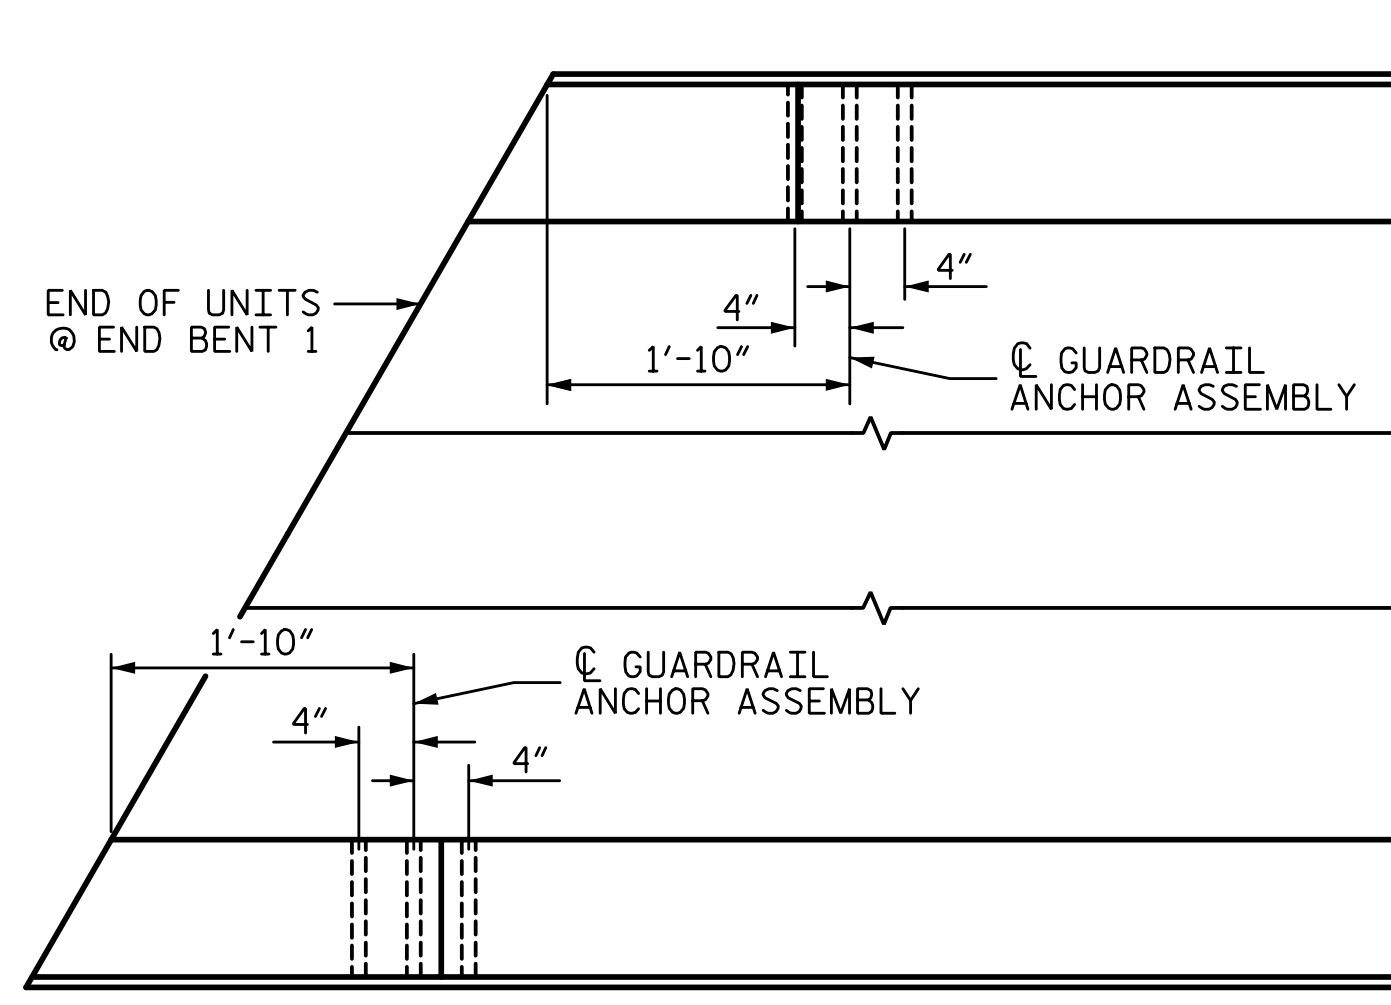 4″
END OF UNITS
@ END BENT 1
4″
1′-10″
℄ GUARDRAIL
ANCHOR ASSEMBLY
1′-10″
℄ GUARDRAIL
ANCHOR ASSEMBLY
4″
4″